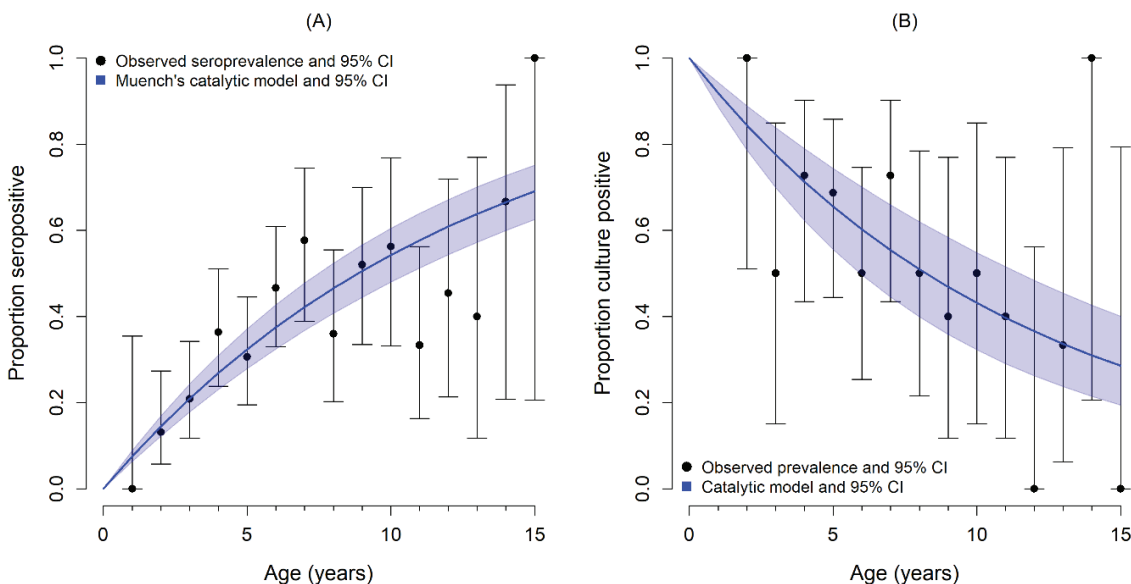 (A)
Observed seroprevalence and 95% CI
Muench's catalytic model and 95% CI
Proportion seropositive
1.0
0.8
0.6
0.4
0.2
0.0
0 5 10 15
Age (years)
(B)
Proportion culture positive
1.0
0.8
0.6
0.4
0.2
0.0
Observed prevalence and 95% CI
Catalytic model and 95% CI
0 5 10 15
Age (years)